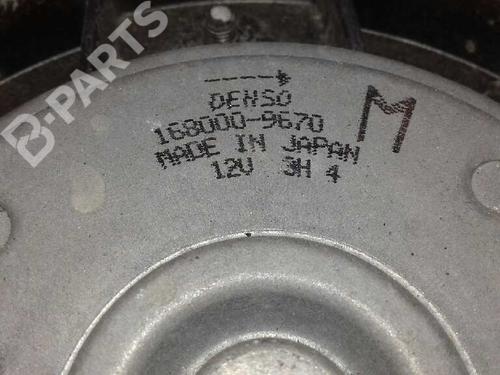 B-PARTS
DENSO
168000-9670
M
MADE IN JAPAN
12V 3H 4